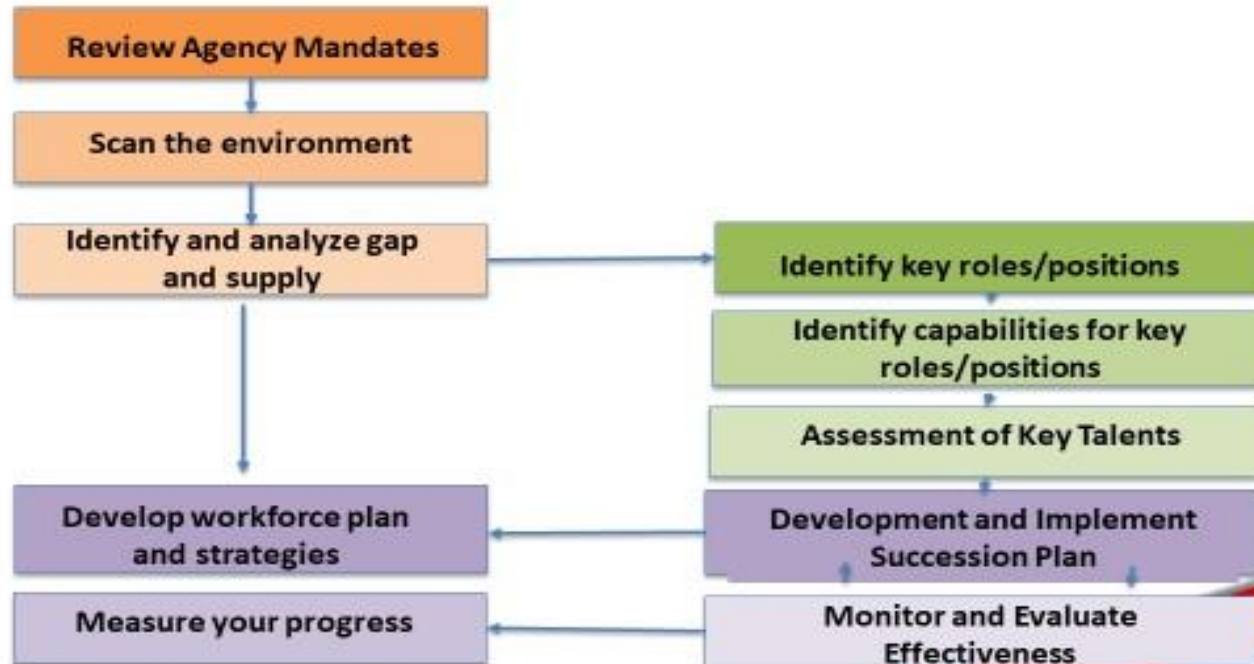 Review Agency Mandates
Scan the environment
Identify and analyze gap
and supply
Identify key roles/positions
Identify capabilities for key
roles/positions
Assessment of Key Talents
Develop workforce plan
and strategies
Development and Implement
Succession Plan
Measure your progress
Monitor and Evaluate
Effectiveness